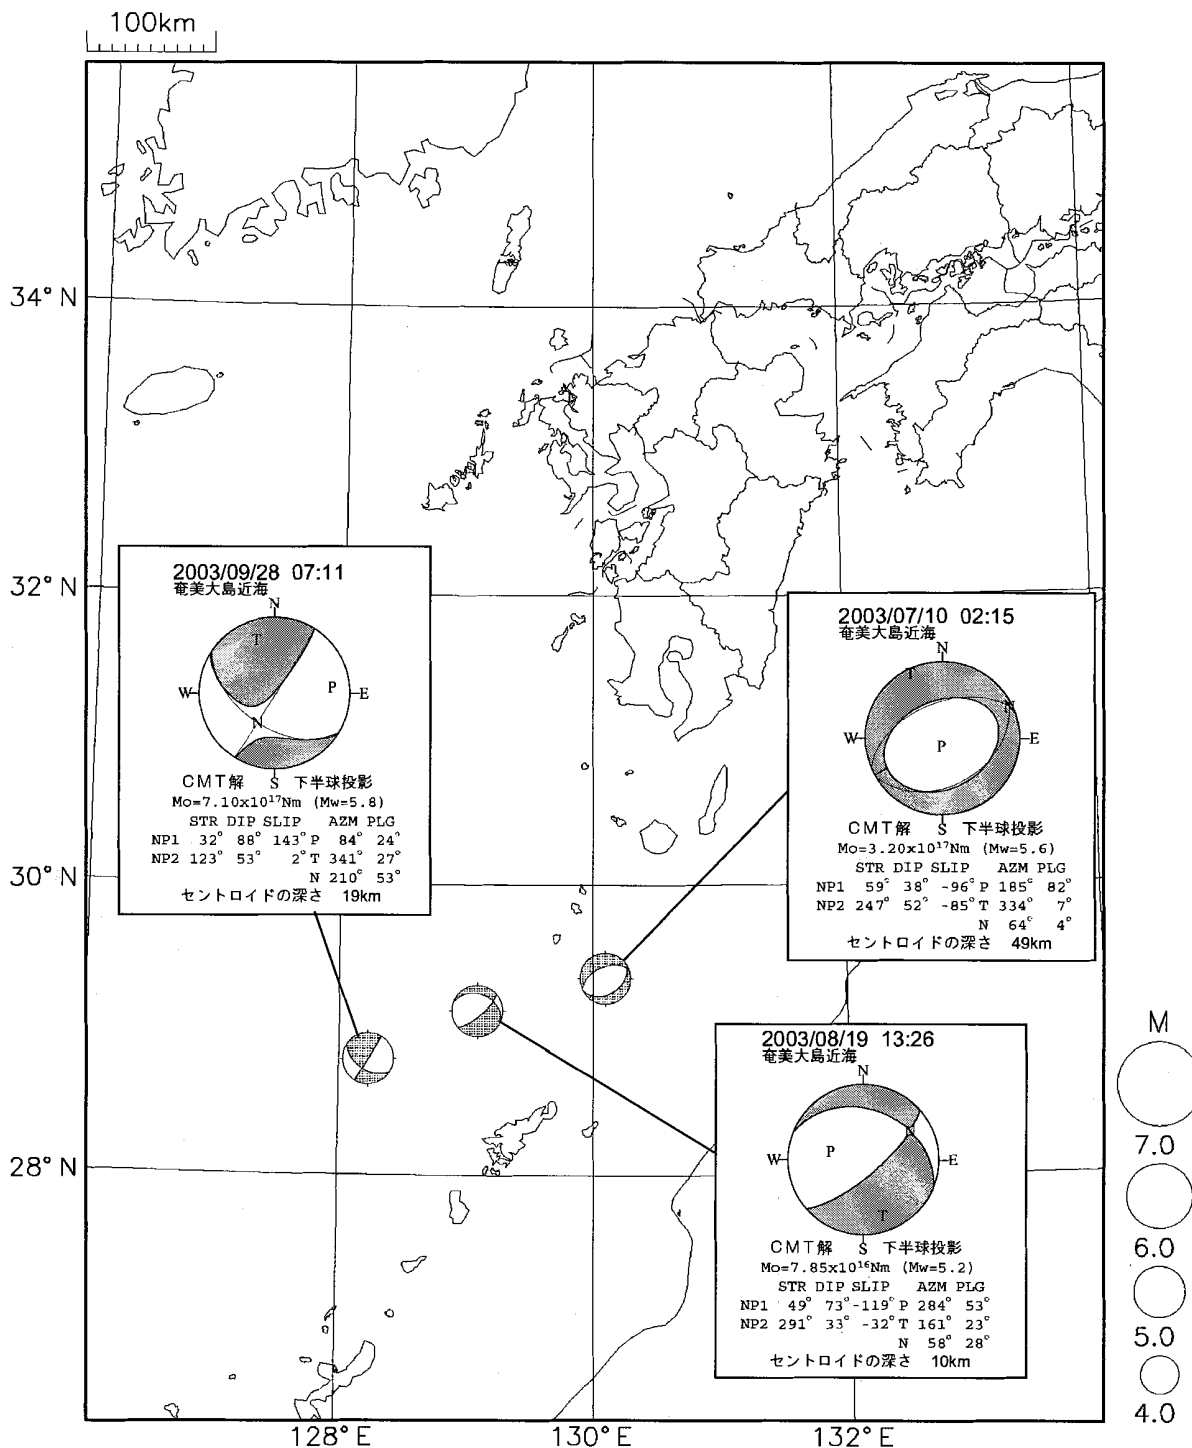 100km
34°N
32°N
30°N
28°N
128°E
130°E
132°E
2003/09/28 07:11
奄美大島近海
N
T
P
W
E
N
CMT解 S 下半球投影
Mo=7.10x10¹⁷Nm (Mw=5.8)
STR DIP SLIP AZM PLG
NP1 32° 88° 143° P 84° 24°
NP2 123° 53° 2° T 341° 27°
N 210° 53°
セントロイドの深さ 19km
2003/07/10 02:15
奄美大島近海
N
T
N
W
E
P
CMT解 S 下半球投影
Mo=3.20x10¹⁷Nm (Mw=5.6)
STR DIP SLIP AZM PLG
NP1 59° 38° -96° P 185° 82°
NP2 247° 52° -85° T 334° 7°
N 64° 4°
セントロイドの深さ 49km
2003/08/19 13:26
奄美大島近海
N
N
P
W
E
T
CMT解 S 下半球投影
Mo=7.85x10¹⁶Nm (Mw=5.2)
STR DIP SLIP AZM PLG
NP1 49° 73° -119° P 284° 53°
NP2 291° 33° -32° T 161° 23°
N 58° 28°
セントロイドの深さ 10km
M
7.0
6.0
5.0
4.0